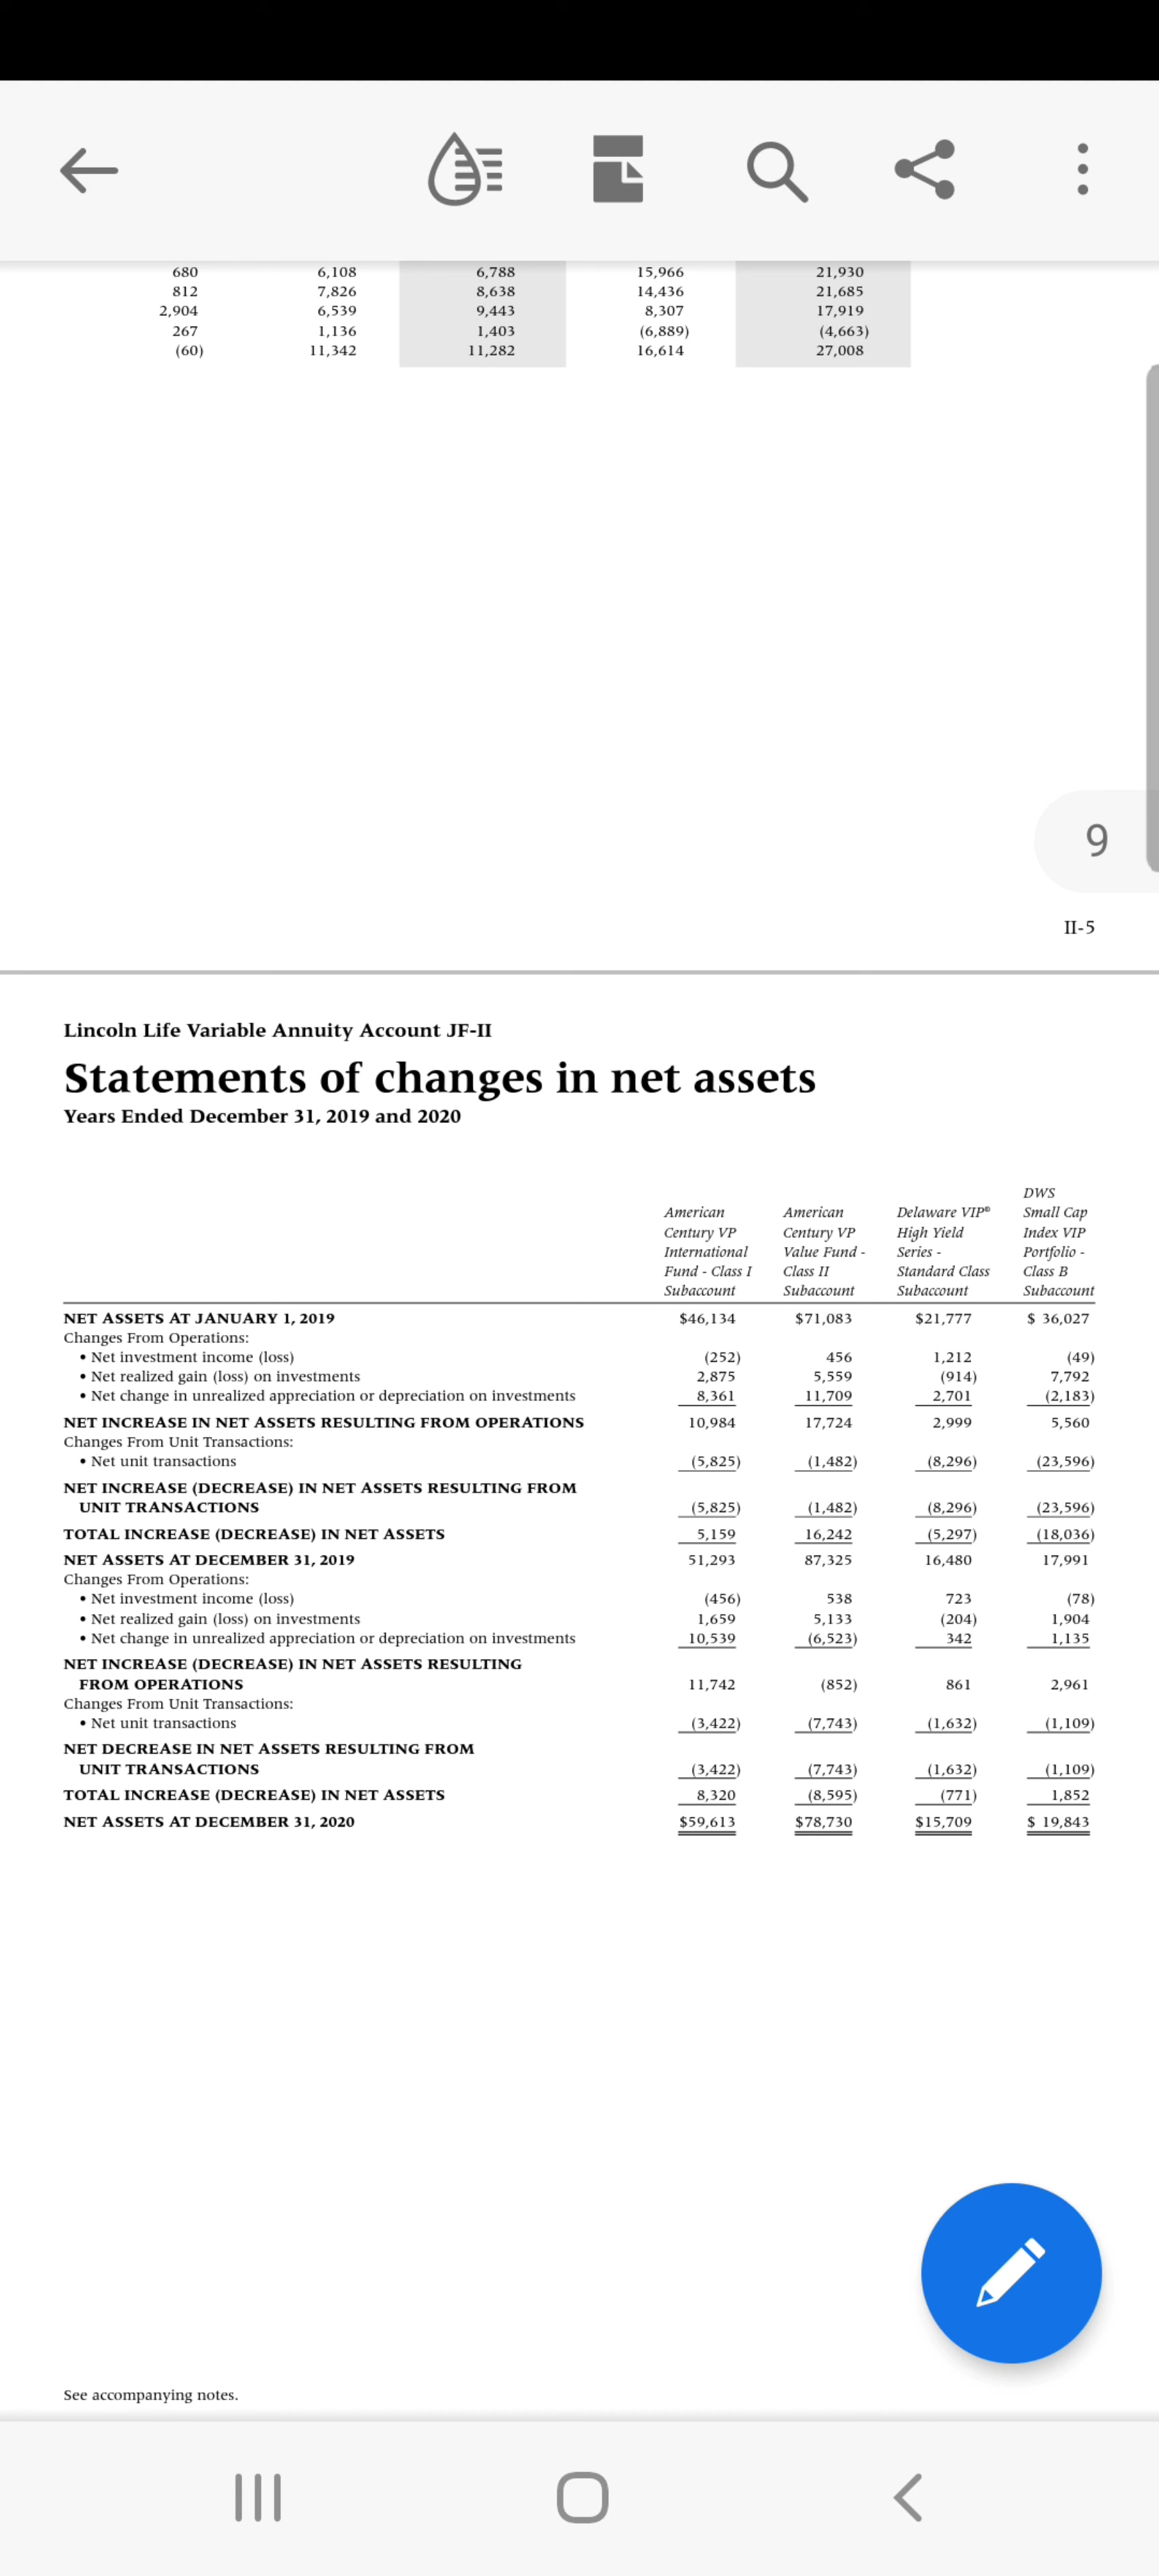 680 6,108 6,788 15,966 21,930
812 7,826 8,638 14,436 21,685
2,904 6,539 9,443 8,307 17,919
267 1,136 1,403 (6,889) (4,663)
(60) 11,342 11,282 16,614 27,008
9
II-5
Lincoln Life Variable Annuity Account JF-II
Statements of changes in net assets
Years Ended December 31, 2019 and 2020
DWS
American American Delaware VIP® Small Cap
Century VP Century VP High Yield Index VIP
International Value Fund - Series - Portfolio -
Fund - Class I Class II Standard Class Class B
Subaccount Subaccount Subaccount Subaccount
NET ASSETS AT JANUARY 1, 2019 $46,134 $71,083 $21,777 $ 36,027
Changes From Operations:
• Net investment income (loss) (252) 456 1,212 (49)
• Net realized gain (loss) on investments 2,875 5,559 (914) 7,792
• Net change in unrealized appreciation or depreciation on investments 8,361 11,709 2,701 (2,183)
NET INCREASE IN NET ASSETS RESULTING FROM OPERATIONS 10,984 17,724 2,999 5,560
Changes From Unit Transactions:
• Net unit transactions (5,825) (1,482) (8,296) (23,596)
NET INCREASE (DECREASE) IN NET ASSETS RESULTING FROM
UNIT TRANSACTIONS (5,825) (1,482) (8,296) (23,596)
TOTAL INCREASE (DECREASE) IN NET ASSETS 5,159 16,242 (5,297) (18,036)
NET ASSETS AT DECEMBER 31, 2019 51,293 87,325 16,480 17,991
Changes From Operations:
• Net investment income (loss) (456) 538 723 (78)
• Net realized gain (loss) on investments 1,659 5,133 (204) 1,904
• Net change in unrealized appreciation or depreciation on investments 10,539 (6,523) 342 1,135
NET INCREASE (DECREASE) IN NET ASSETS RESULTING
FROM OPERATIONS 11,742 (852) 861 2,961
Changes From Unit Transactions:
• Net unit transactions (3,422) (7,743) (1,632) (1,109)
NET DECREASE IN NET ASSETS RESULTING FROM
UNIT TRANSACTIONS (3,422) (7,743) (1,632) (1,109)
TOTAL INCREASE (DECREASE) IN NET ASSETS 8,320 (8,595) (771) 1,852
NET ASSETS AT DECEMBER 31, 2020 $59,613 $78,730 $15,709 $ 19,843
See accompanying notes.